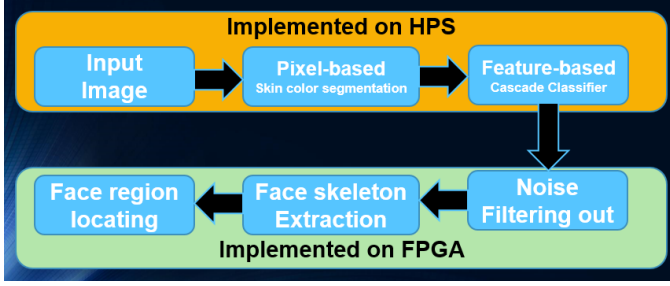 Implemented on HPS
Input
Image
Pixel-based
Skin color segmentation
Feature-based
Cascade Classifier
Noise
Filtering out
Face skeleton
Extraction
Face region
locating
Implemented on FPGA